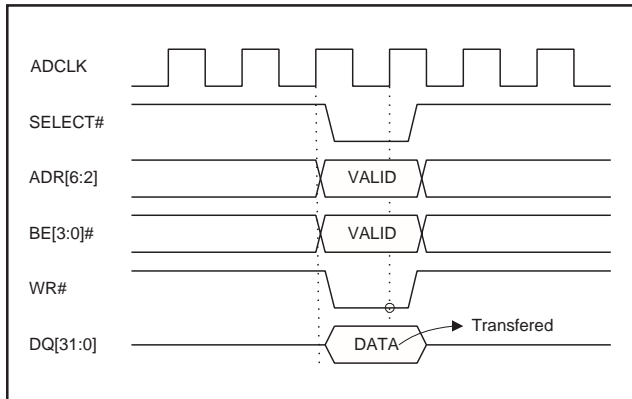 ADCLK
SELECT#
ADR[6:2] VALID
BE[3:0]# VALID
WR#
DQ[31:0] DATA Transfered